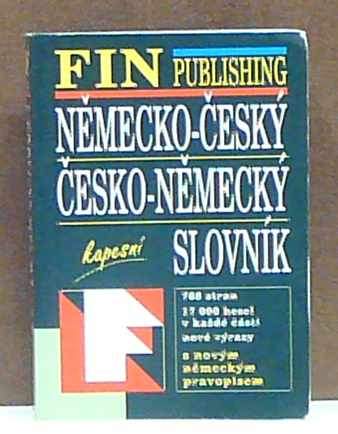 FIN PUBLISHING
NĚMECKO-ČESKÝ
ČESKO-NĚMECKÝ
kapesní SLOVNÍK
768 stran
17 000 hesel
v každé části
nové výrazy
s novým
německým
pravopisem